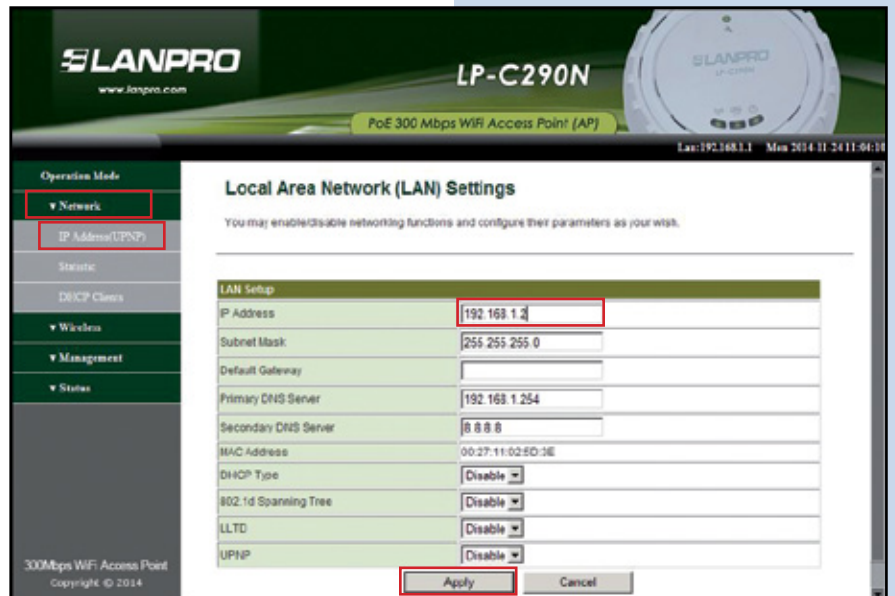 LANPRO
www.lanpro.com
LP-C290N
PoE 300 Mbps WiFi Access Point (AP)
LANPRO
LP-C290N
Lan:192.168.1.1 Mon 2014-11-24 11:04:10
Operation Mode
▼ Network
IP Address(UPNP)
Statistic
DHCP Clients
▼ Wireless
▼ Management
▼ Status
300Mbps WiFi Access Point
Copyright © 2014
Local Area Network (LAN) Settings
You may enable/disable networking functions and configure their parameters as your wish.
LAN Setup
IP Address 192.168.1.2
Subnet Mask: 255.255.255.0
Default Gateway
Primary DNS Server 192.168.1.254
Secondary DNS Server 8.8.8.8
MAC Address 00:27:11:02:5D:3E
DHCP Type Disable
802.1d Spanning Tree Disable
LLTD Disable
UPNP Disable
Apply Cancel